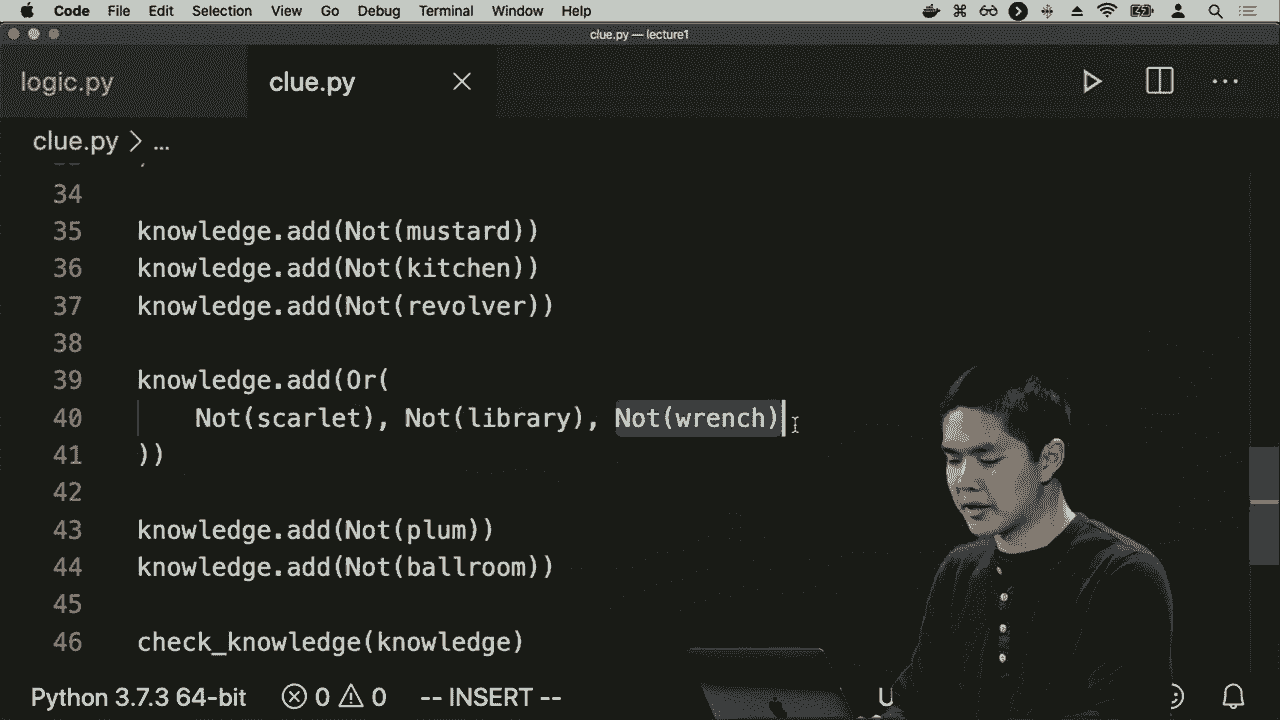 Code File Edit Selection View Go Debug Terminal Window Help
clue.py — lecture1
logic.py clue.py
clue.py > ...
34
35 knowledge.add(Not(mustard))
36 knowledge.add(Not(kitchen))
37 knowledge.add(Not(revolver))
38
39 knowledge.add(Or(
40 Not(scarlet), Not(library), Not(wrench)
41 ))
42
43 knowledge.add(Not(plum))
44 knowledge.add(Not(ballroom))
45
46 check_knowledge(knowledge)
Python 3.7.3 64-bit 0 0 -- INSERT -- U